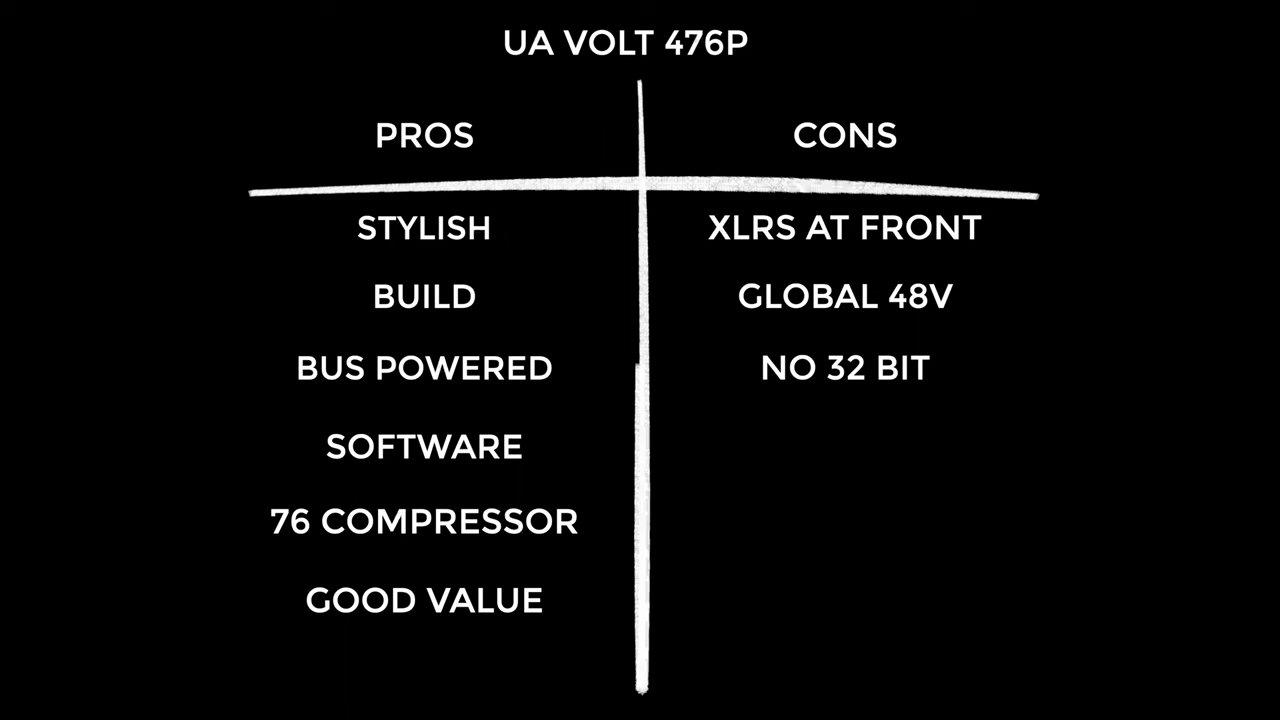 UA VOLT 476P
PROS
CONS
STYLISH
XLRS AT FRONT
BUILD
GLOBAL 48V
BUS POWERED
NO 32 BIT
SOFTWARE
76 COMPRESSOR
GOOD VALUE